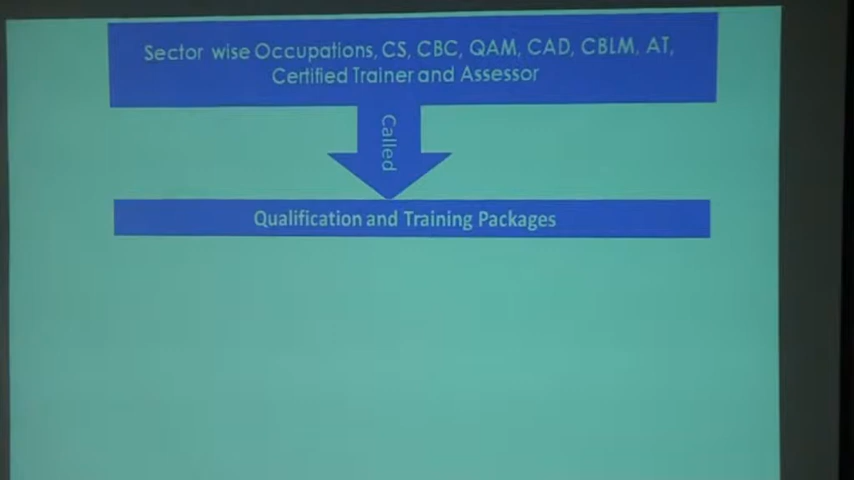 Sector wise Occupations, CS, CBC, QAM, CAD, CBLM, AT,
Certified Trainer and Assessor
Called
Qualification and Training Packages